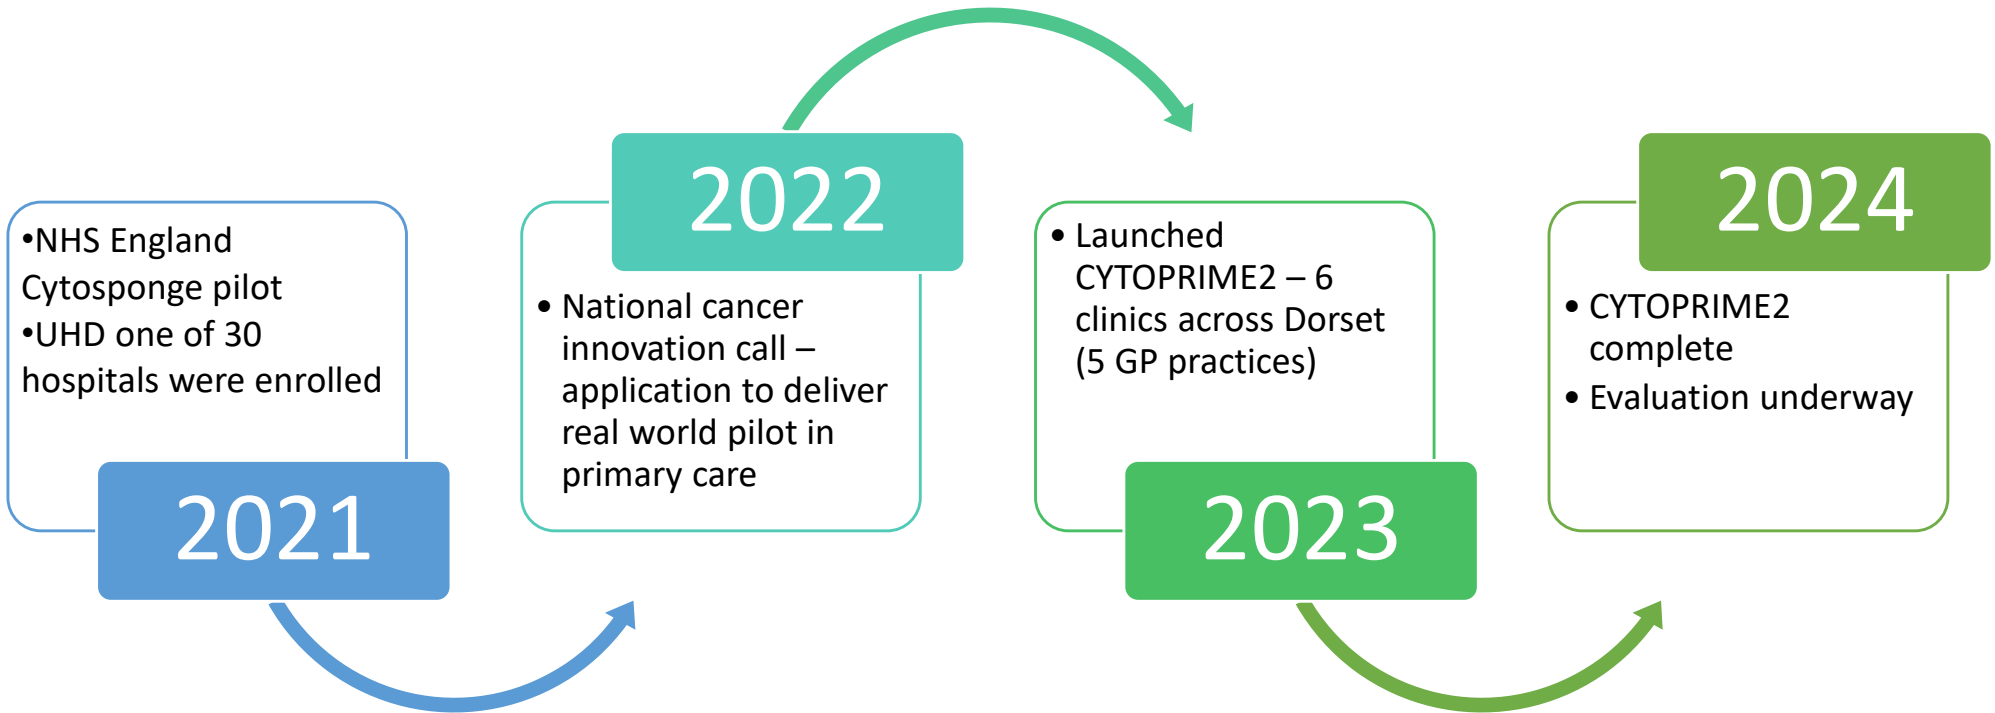 •NHS England
Cytosponge pilot
•UHD one of 30
hospitals were enrolled
2021
2022
• National cancer
innovation call –
application to deliver
real world pilot in
primary care
• Launched
CYTOPRIME2 – 6
clinics across Dorset
(5 GP practices)
2023
2024
• CYTOPRIME2
complete
• Evaluation underway